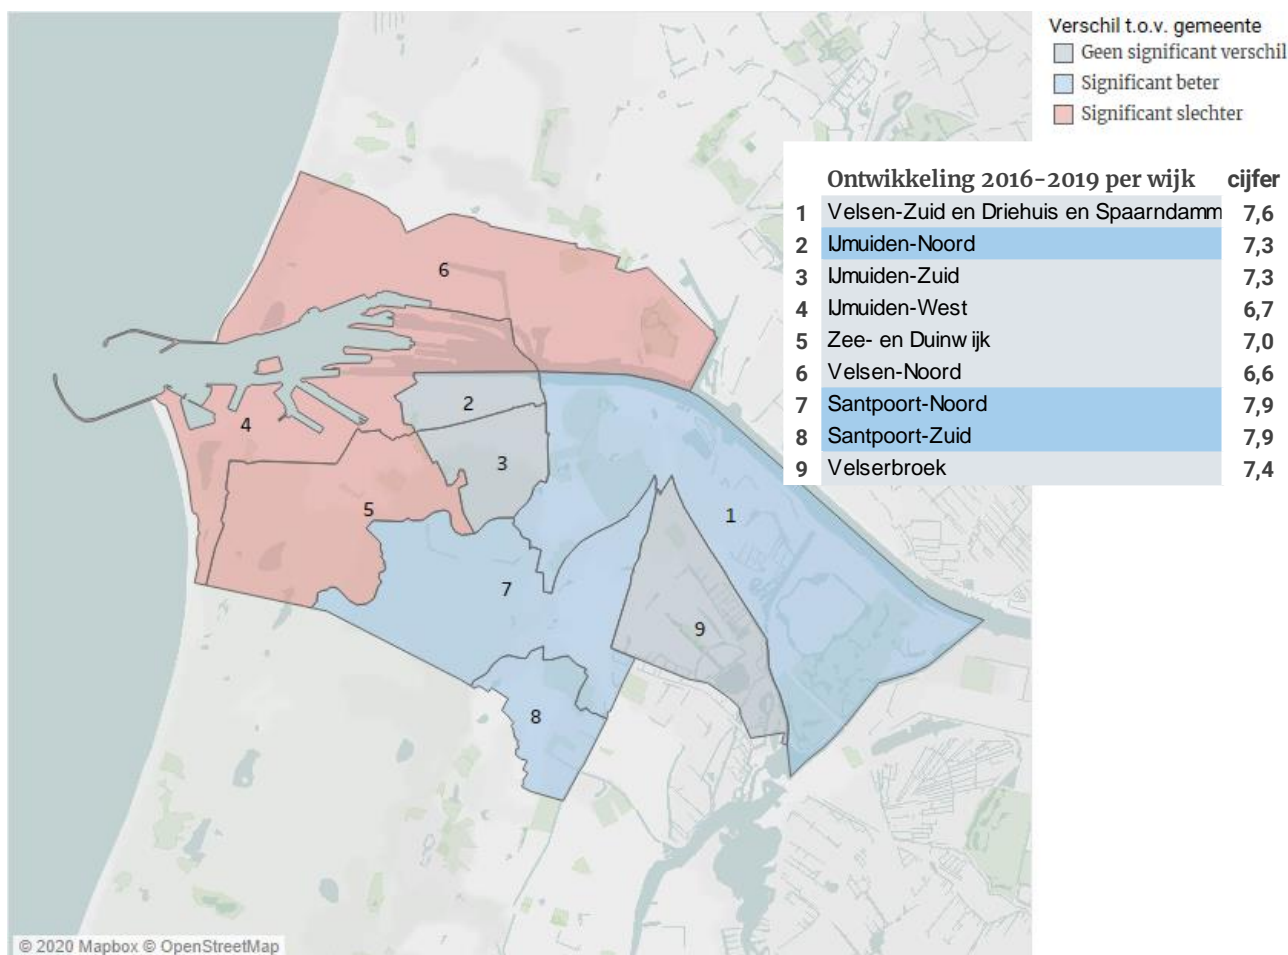 Verschil t.o.v. gemeente
Geen significant verschil
Significant beter
Significant slechter
Ontwikkeling 2016-2019 per wijk cijfer
1 Velsen-Zuid en Driehuis en Spaarndamm 7,6
2 IJmuiden-Noord 7,3
3 IJmuiden-Zuid 7,3
4 IJmuiden-West 6,7
5 Zee- en Duinwijk 7,0
6 Velsen-Noord 6,6
7 Santpoort-Noord 7,9
8 Santpoort-Zuid 7,9
9 Velserbroek 7,4
6
2
4
3
5
1
7
9
8
© 2020 Mapbox © OpenStreetMap